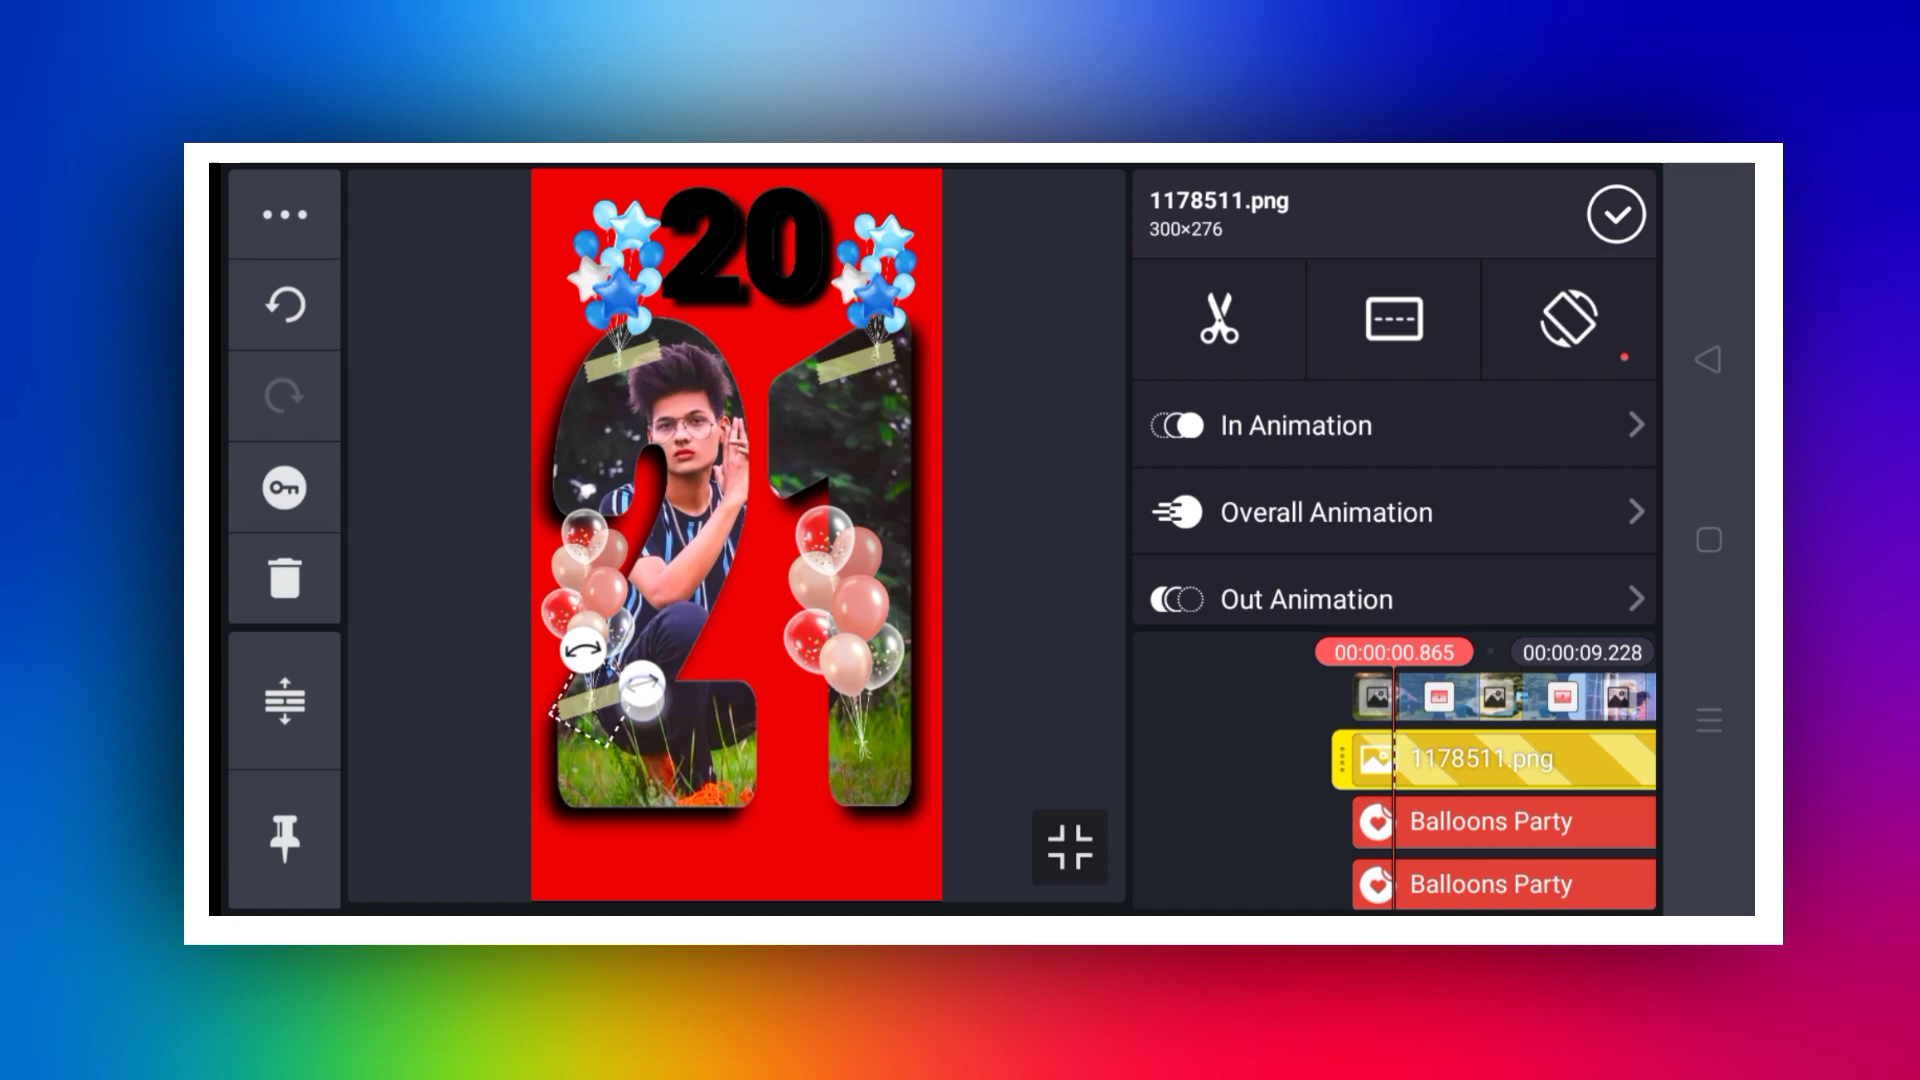 20
21
1178511.png
300×276
In Animation
Overall Animation
Out Animation
00:00:00.865
00:00:09.228
1178511.png
Balloons Party
Balloons Party